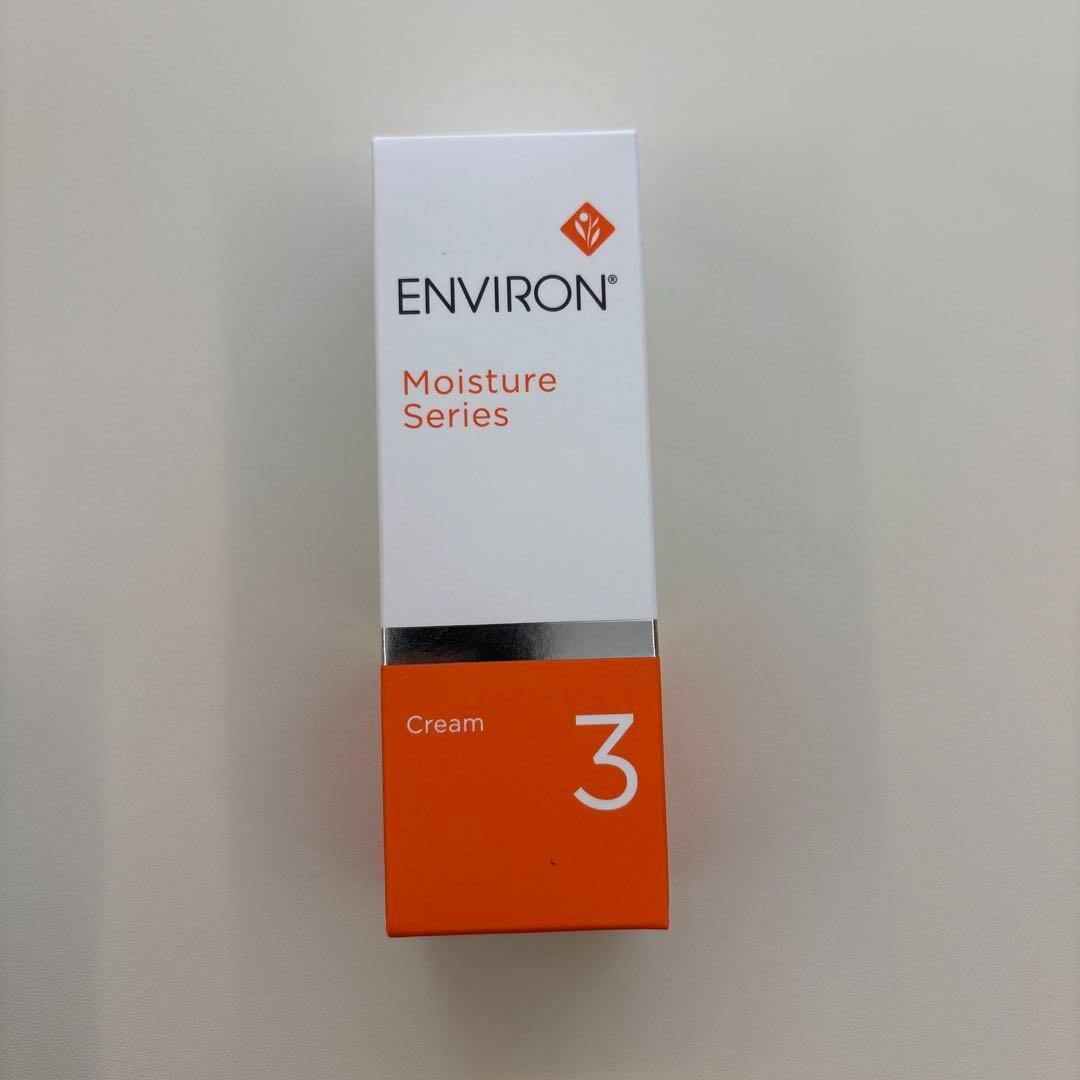 ENVIRON®
Moisture
Series
Cream
3